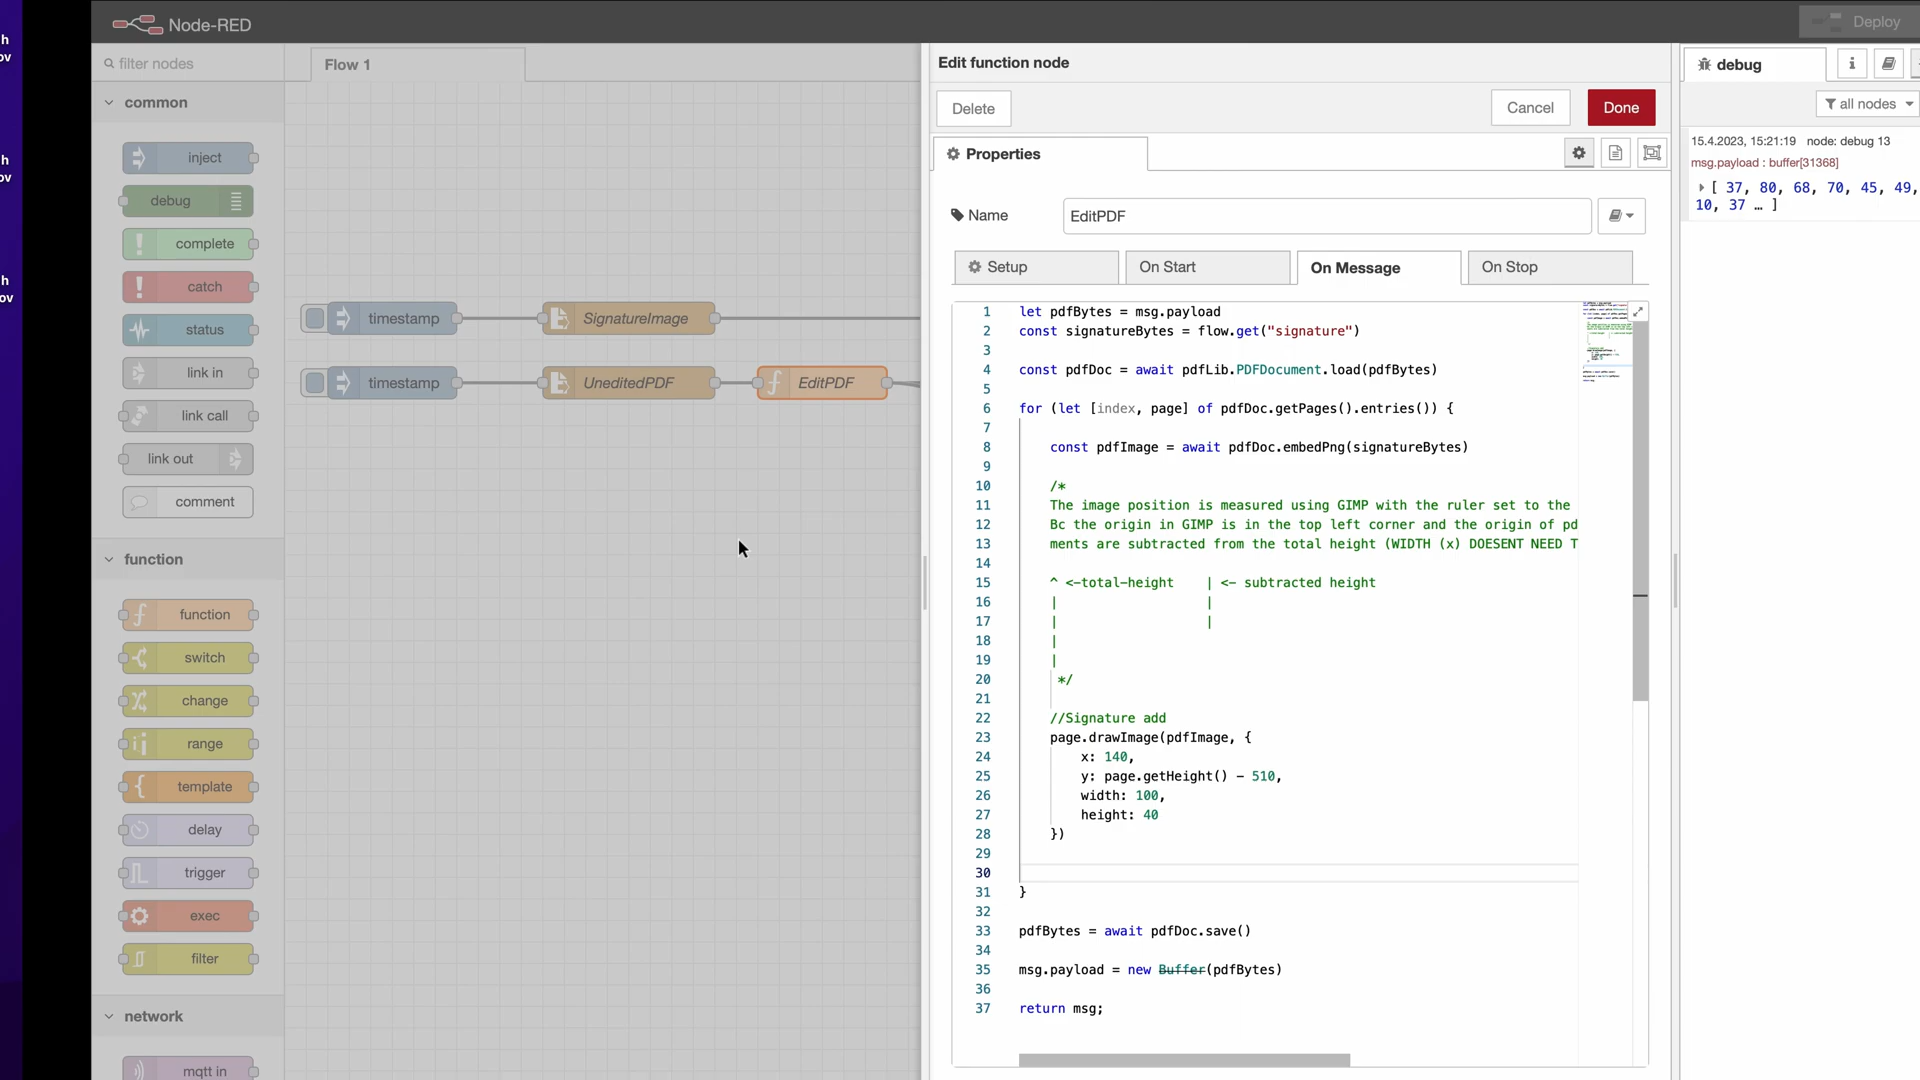 h
ov
h
ov
h
ov
Node-RED
Deploy
filter nodes
common
inject
debug
complete
catch
status
link in
link call
link out
comment
function
function
switch
change
range
template
delay
trigger
exec
filter
network
mqtt in
Flow 1
timestamp
SignatureImage
timestamp
UneditedPDF
EditPDF
Edit function node
Delete
Cancel
Done
Properties
Name
EditPDF
Setup
On Start
On Message
On Stop
1 let pdfBytes = msg.payload
2 const signatureBytes = flow.get("signature")
3
4 const pdfDoc = await pdfLib.PDFDocument.load(pdfBytes)
5
6 for (let [index, page] of pdfDoc.getPages().entries()) {
7
8 const pdfImage = await pdfDoc.embedPng(signatureBytes)
9
10 /*
11 The image position is measured using GIMP with the ruler set to the
12 Bc the origin in GIMP is in the top left corner and the origin of pd
13 ments are subtracted from the total height (WIDTH (x) DOESENT NEED T
14
15 ^ <-total-height | <- subtracted height
16 | |
17 | |
18 |
19 |
20 */
21
22 //Signature add
23 page.drawImage(pdfImage, {
24 x: 140,
25 y: page.getHeight() - 510,
26 width: 100,
27 height: 40
28 })
29
30
31 }
32
33 pdfBytes = await pdfDoc.save()
34
35 msg.payload = new Buffer(pdfBytes)
36
37 return msg;
debug
i
all nodes
15.4.2023, 15:21:19 node: debug 13
msg.payload : buffer[31368]
[ 37, 80, 68, 70, 45, 49,
10, 37 … ]